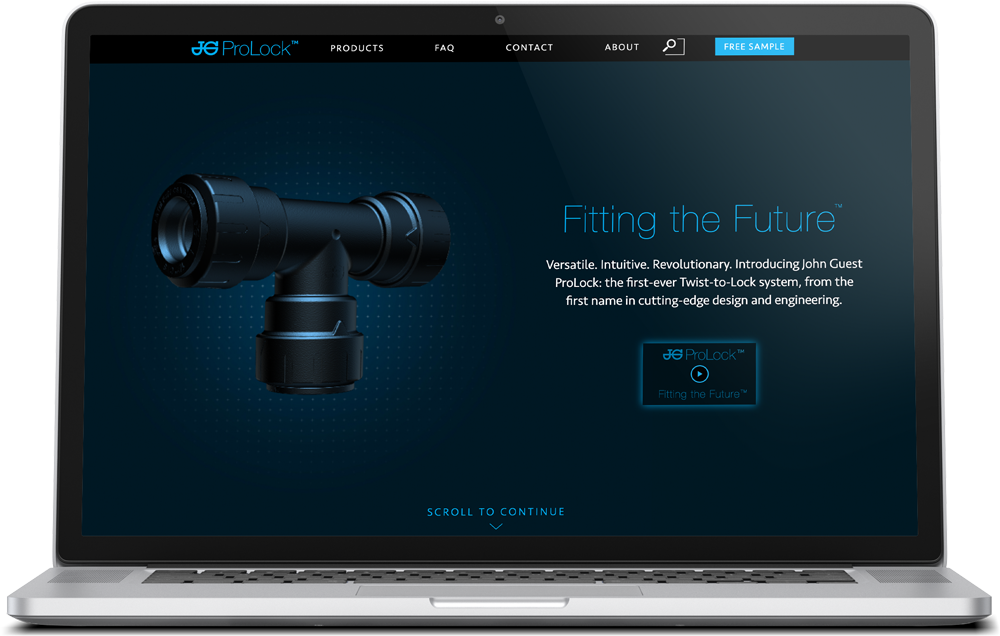 JG ProLock™
PRODUCTS
FAQ
CONTACT
ABOUT
FREE SAMPLE
Fitting the Future™
Versatile. Intuitive. Revolutionary. Introducing John Guest
ProLock: the first-ever Twist-to-Lock system, from the
first name in cutting-edge design and engineering.
JG ProLock™
Fitting the Future™
SCROLL TO CONTINUE